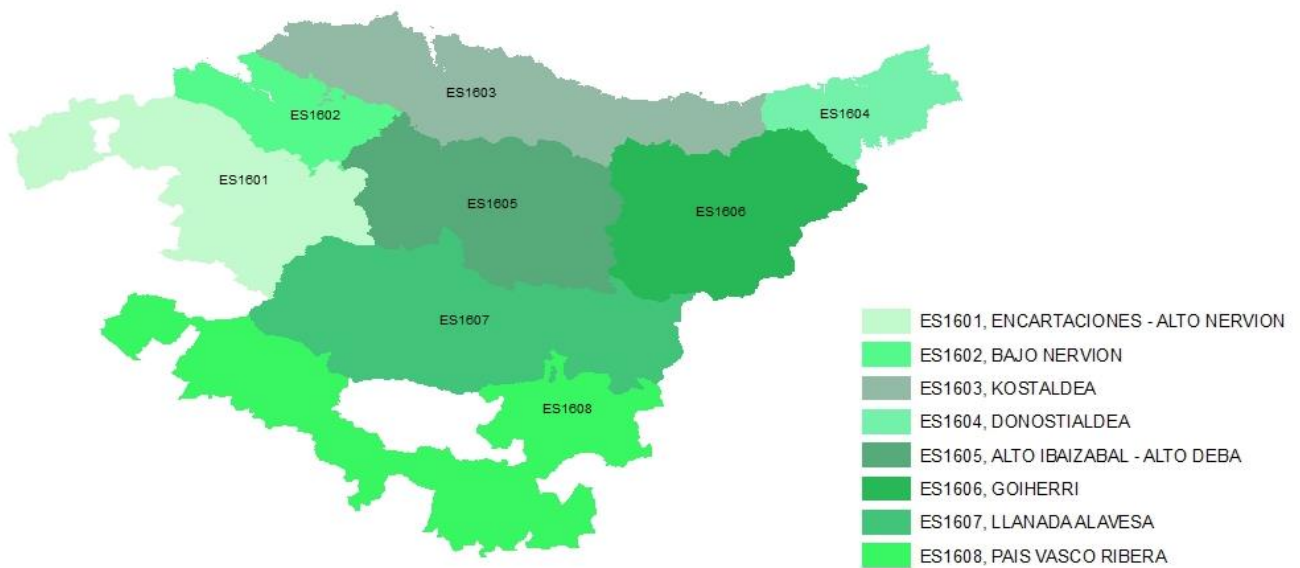 ES1603
ES1602
ES1604
ES1601
ES1605
ES1606
ES1607
ES1608
ES1601, ENCARTACIONES - ALTO NERVION
ES1602, BAJO NERVION
ES1603, KOSTALDEA
ES1604, DONOSTIALDEA
ES1605, ALTO IBAIZABAL - ALTO DEBA
ES1606, GOIHERRI
ES1607, LLANADA ALAVESA
ES1608, PAIS VASCO RIBERA